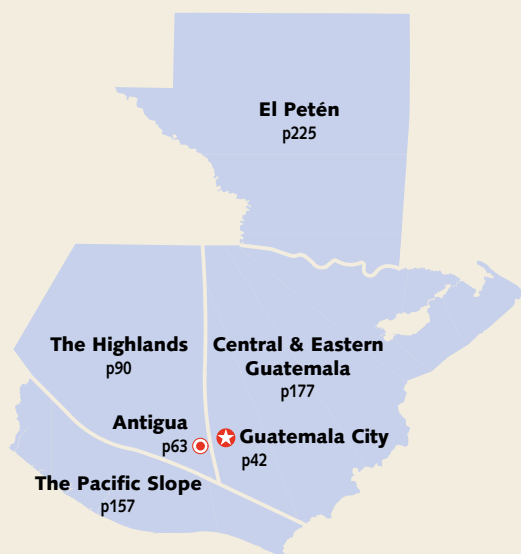 El Petén
p225
The Highlands
p90
Central & Eastern
Guatemala
p177
Antigua
p63
Guatemala City
p42
The Pacific Slope
p157